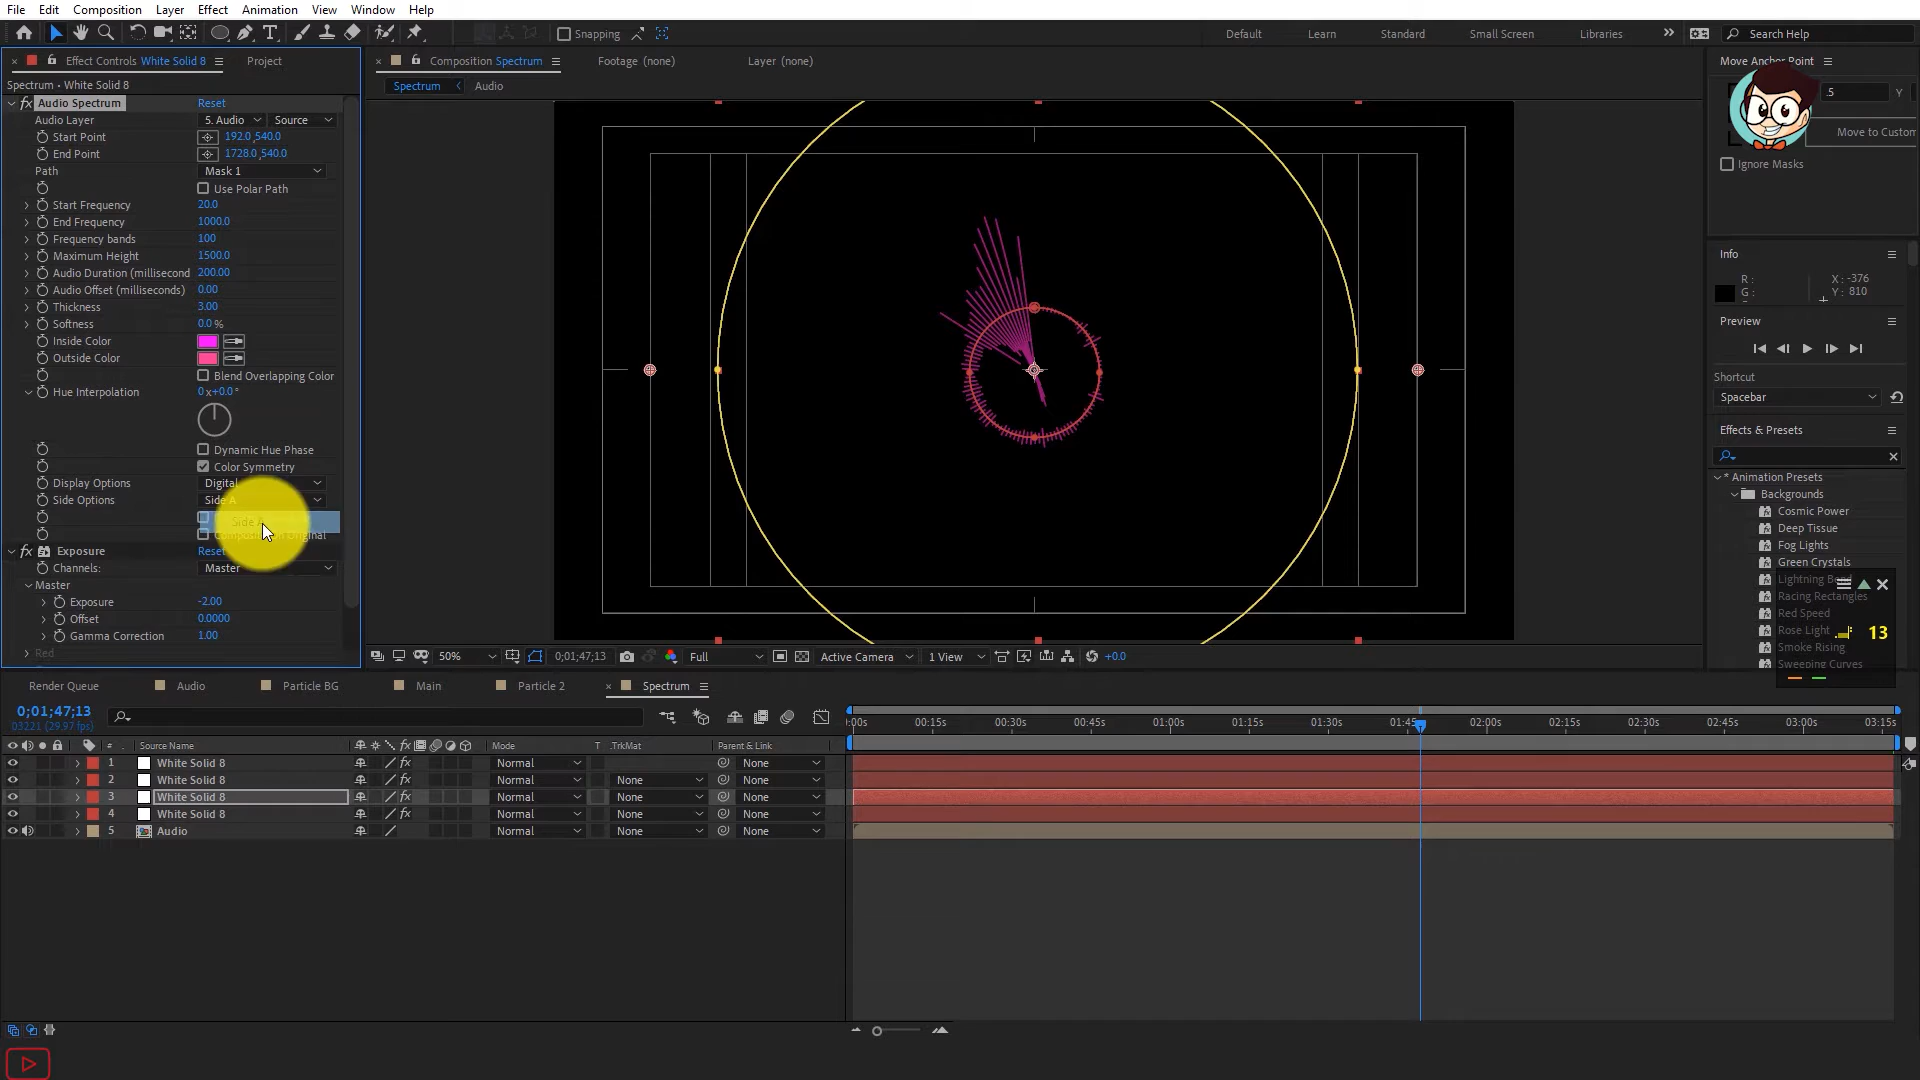 File Edit Composition Layer Effect Animation View Window Help
Snapping Default Learn Standard Small Screen Libraries Search Help
Effect Controls White Solid 8 Project
Composition Spectrum Footage (none) Layer (none)
Move Anchor Point
Spectrum • White Solid 8
Spectrum Audio
.5 Y
Move to Custom
Ignore Masks
fx Audio Spectrum Reset
Audio Layer 5. Audio Source
Start Point 192.0,540.0
End Point 1728.0,540.0
Path Mask 1
Use Polar Path
Start Frequency 20.0
End Frequency 1000.0
Frequency bands 100
Maximum Height 1500.0
Audio Duration (millisecond 200.00
Audio Offset (milliseconds) 0.00
Thickness 3.00
Softness 0.0 %
Inside Color
Outside Color
Blend Overlapping Color
Hue Interpolation 0 x+0.0 °
Dynamic Hue Phase
Color Symmetry
Display Options Digital
Side Options Side A
fx Exposure Reset
Channels: Master
Master
Exposure -2.00
Offset 0.0000
Gamma Correction 1.00
Red
Info
R : X : -376
G : Y : 810
Preview
Shortcut
Spacebar
Effects & Presets
* Animation Presets
Backgrounds
Cosmic Power
Deep Tissue
Fog Lights
Green Crystals
Racing Rectangles
Red Speed
Rose Light
13
Smoke Rising
Sweeping Curves
50% 0;01;47;13 Full Active Camera 1 View +0.0
Render Queue Audio Particle BG Main Particle 2 Spectrum
0;01;47;13
03221 (29.97 fps)
:00s 00:15s 00:30s 00:45s 01:00s 01:15s 01:30s 01:45s 02:00s 02:15s 02:30s 02:45s 03:00s 03:15s
# Source Name fx Mode T .TrkMat Parent & Link
1 White Solid 8 fx Normal None
2 White Solid 8 fx Normal None None
3 White Solid 8 fx Normal None None
4 White Solid 8 fx Normal None None
5 Audio Normal None None